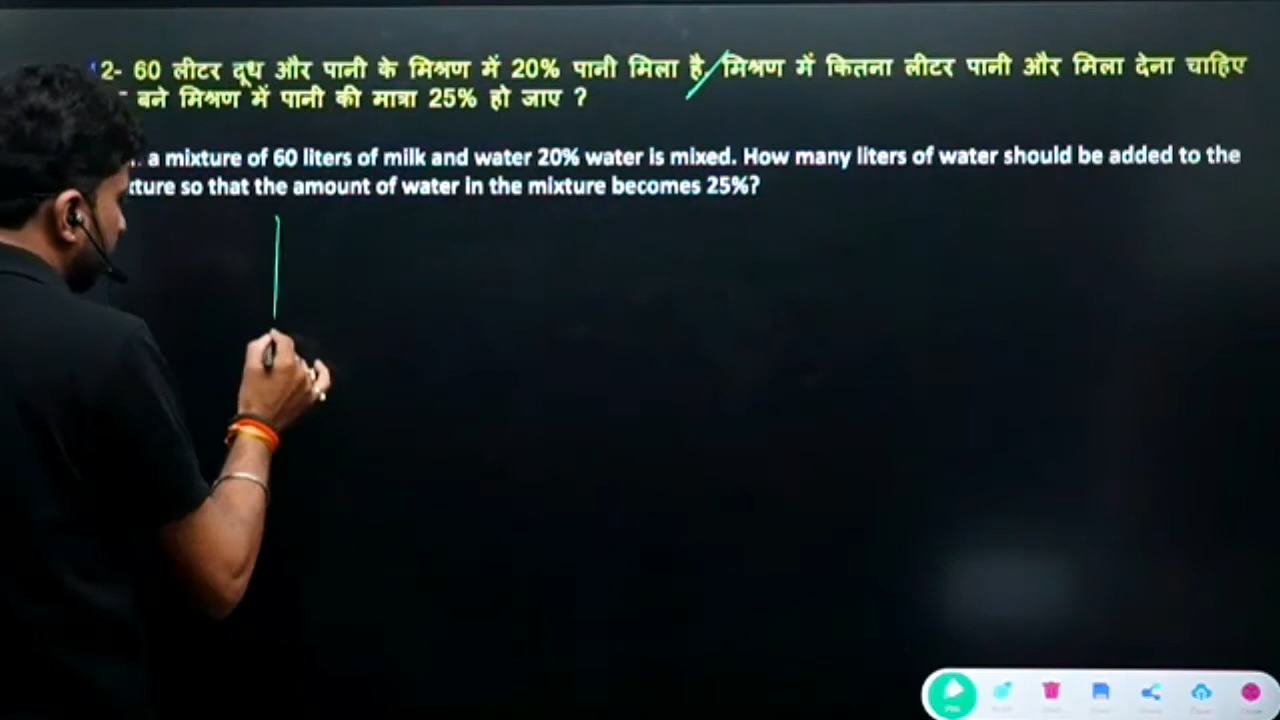 2- 60 लीटर दूध और पानी के मिश्रण में 20% पानी मिला है, मिश्रण में कितना लीटर पानी और मिला देना चाहिए
बने मिश्रण में पानी की मात्रा 25% हो जाए ?
a mixture of 60 liters of milk and water 20% water is mixed. How many liters of water should be added to the
so that the amount of water in the mixture becomes 25%?